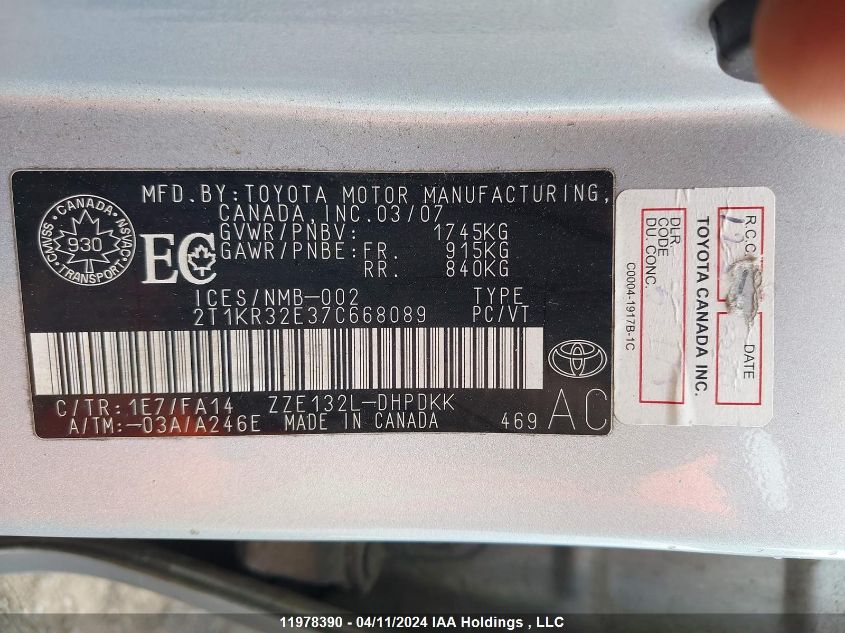 MFD.BY:TOYOTA MOTOR MANUFACTURING,
CANADA, INC.03/07
GVWR/PNBV: 1745KG
GAWR/PNBE:FR. 915KG
RR. 840KG
CANADA
CMVSS NSVAC
930
TRANSPORT
EC
ICES/NMB-002 TYPE
2T1KR32E37C668089 PC/VT
C/TR:1E7/FA14 ZZE132L-DHPDKK
A/TM:-03A/A246E MADE IN CANADA 469 AC
R.C.C. DATE
TOYOTA CANADA INC.
DLR
CODE
DU. CONC.
C0004-1917B-1C
11978390 - 04/11/2024 IAA Holdings , LLC